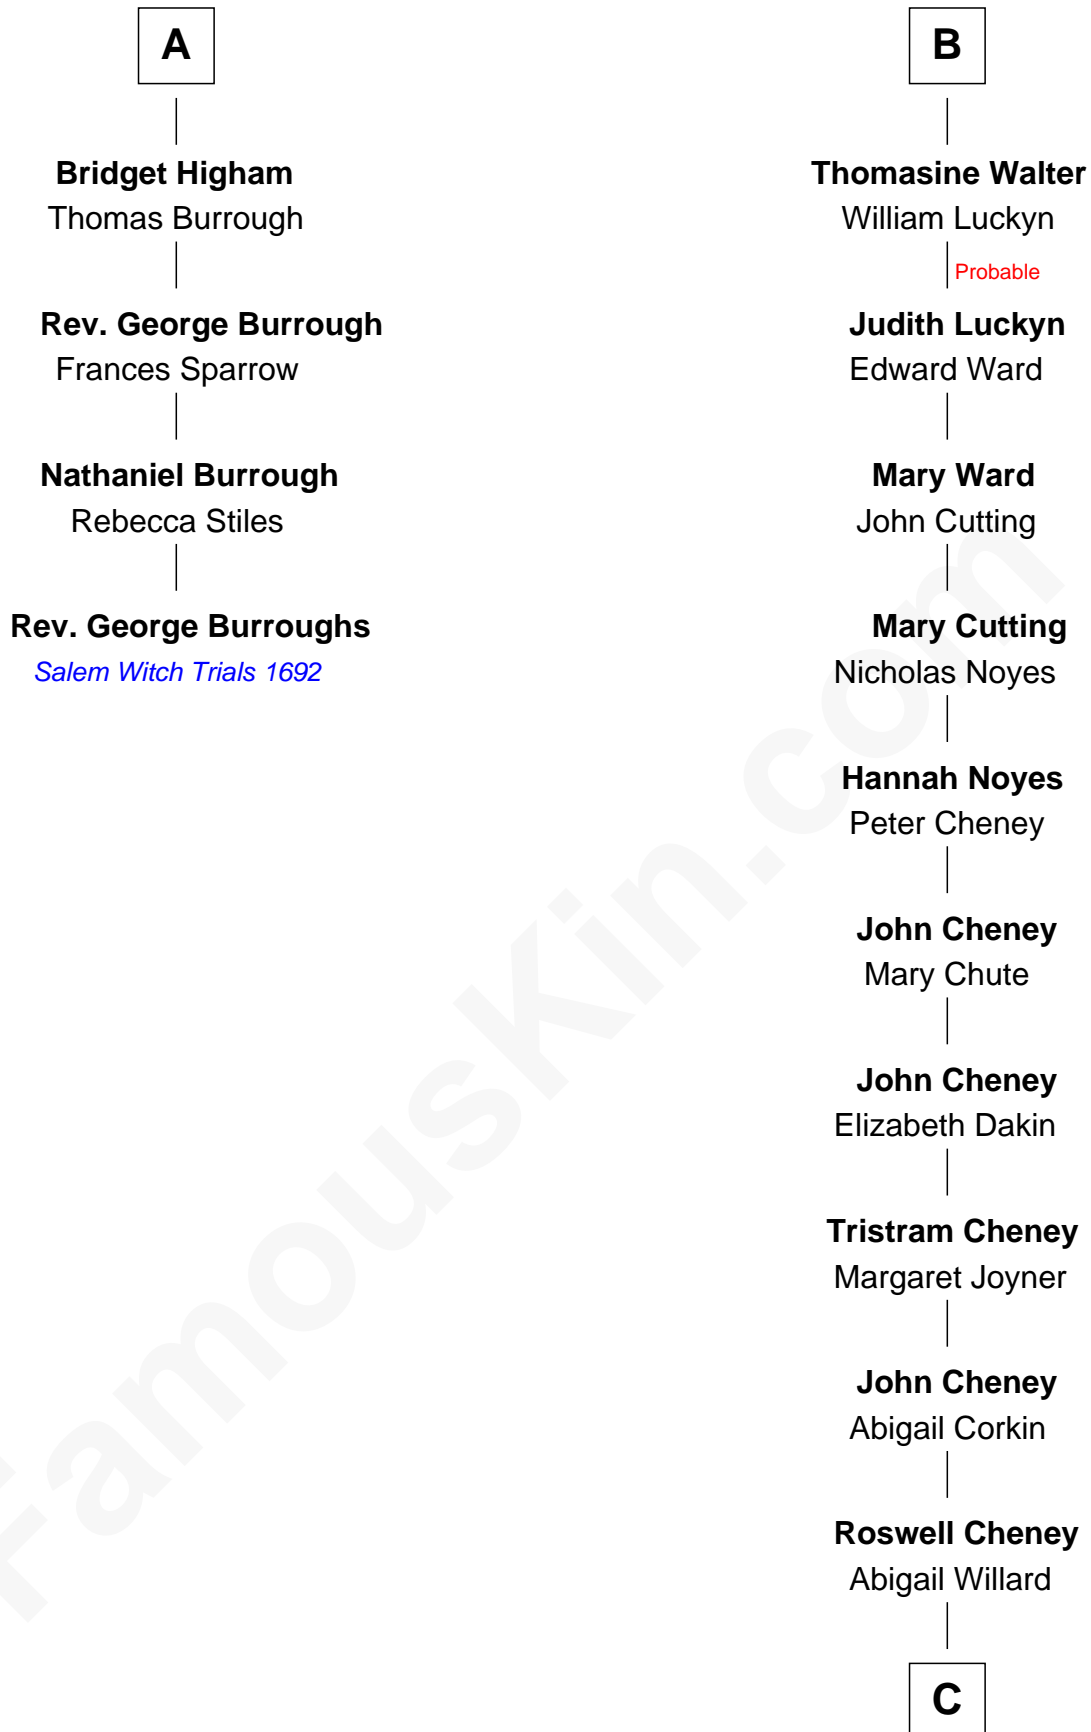 A
Bridget Higham
Thomas Burrough
Rev. George Burrough
Frances Sparrow
Nathaniel Burrough
Rebecca Stiles
Rev. George Burroughs
Salem Witch Trials 1692
B
Thomasine Walter
William Luckyn
Probable
Judith Luckyn
Edward Ward
Mary Ward
John Cutting
Mary Cutting
Nicholas Noyes
Hannah Noyes
Peter Cheney
John Cheney
Mary Chute
John Cheney
Elizabeth Dakin
Tristram Cheney
Margaret Joyner
John Cheney
Abigail Corkin
Roswell Cheney
Abigail Willard
C
FamousKin.com